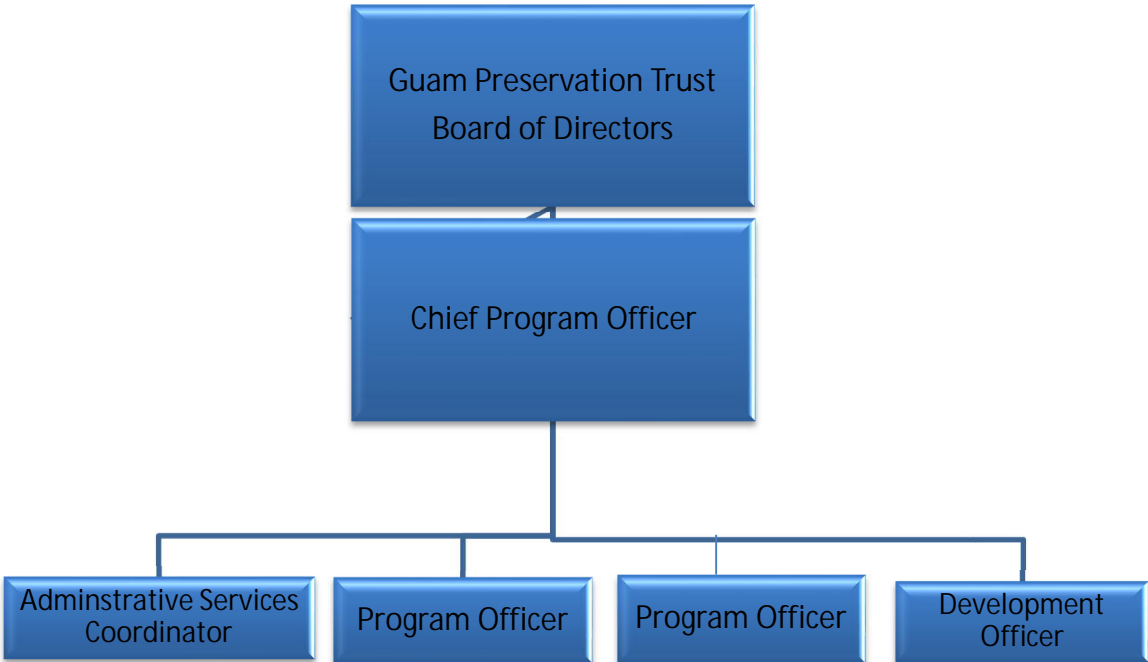 Guam Preservation Trust
Board of Directors
Chief Program Officer
Adminstrative Services
Coordinator
Program Officer
Program Officer
Development
Officer